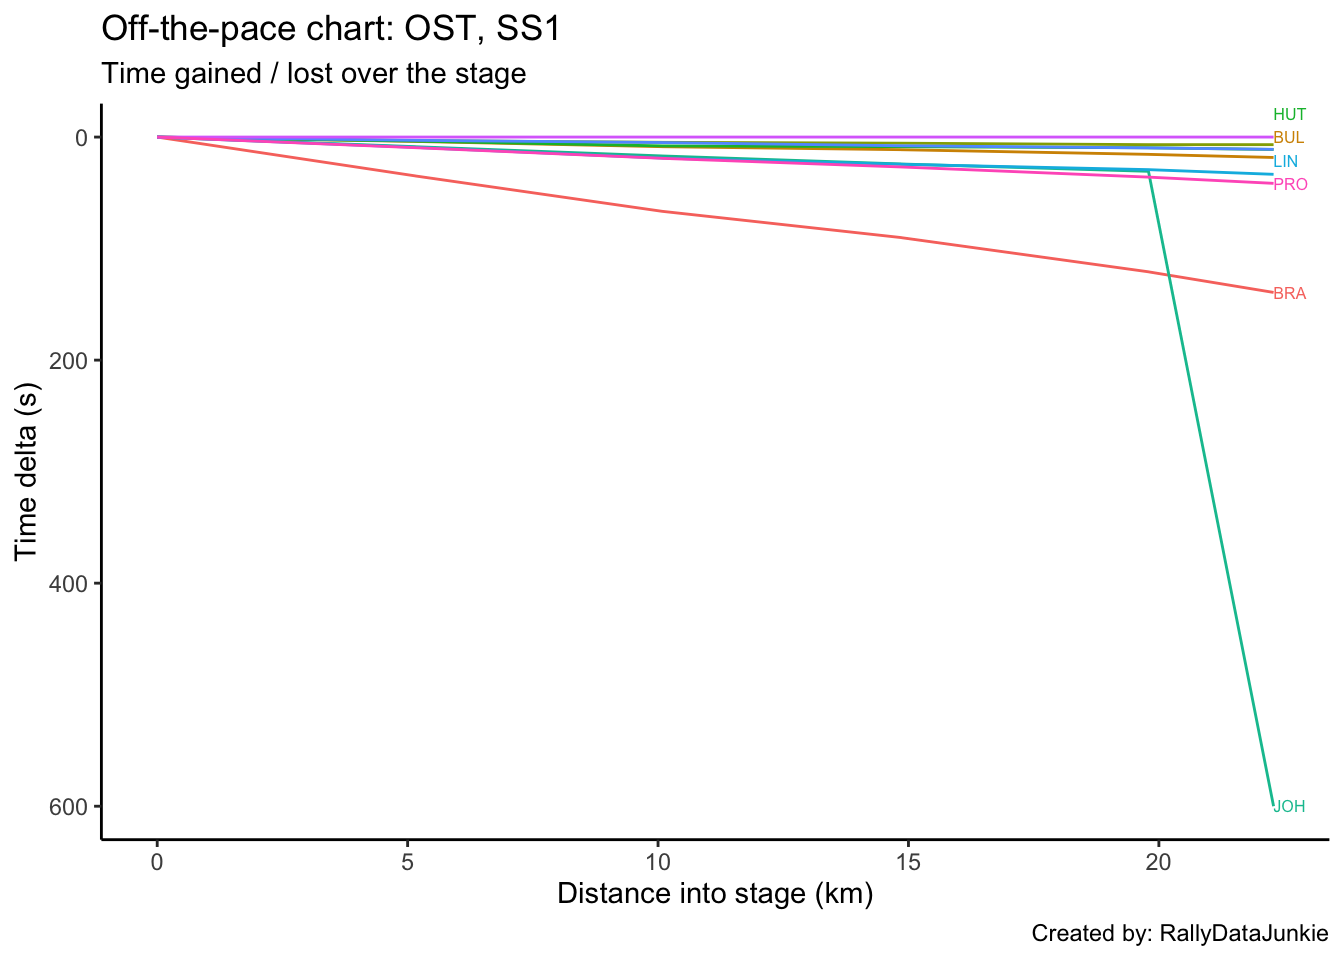 Off-the-pace chart: OST, SS1
Time gained / lost over the stage
HUT
0
BUL
LIN
PRO
BRA
200
Time delta (s)
400
600
JOH
0 5 10 15 20
Distance into stage (km)
Created by: RallyDataJunkie